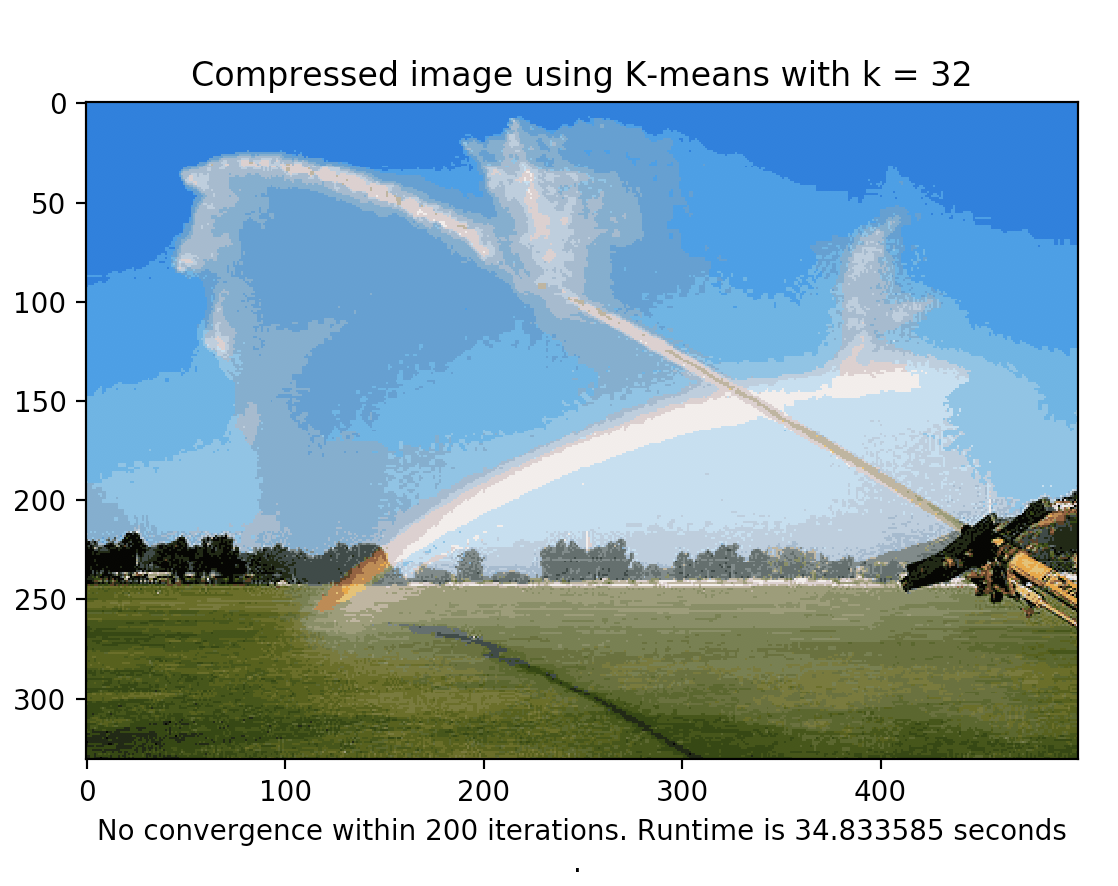 Compressed image using K-means with k = 32
0
50
100
150
200
250
300
0 100 200 300 400
No convergence within 200 iterations. Runtime is 34.833585 seconds
.